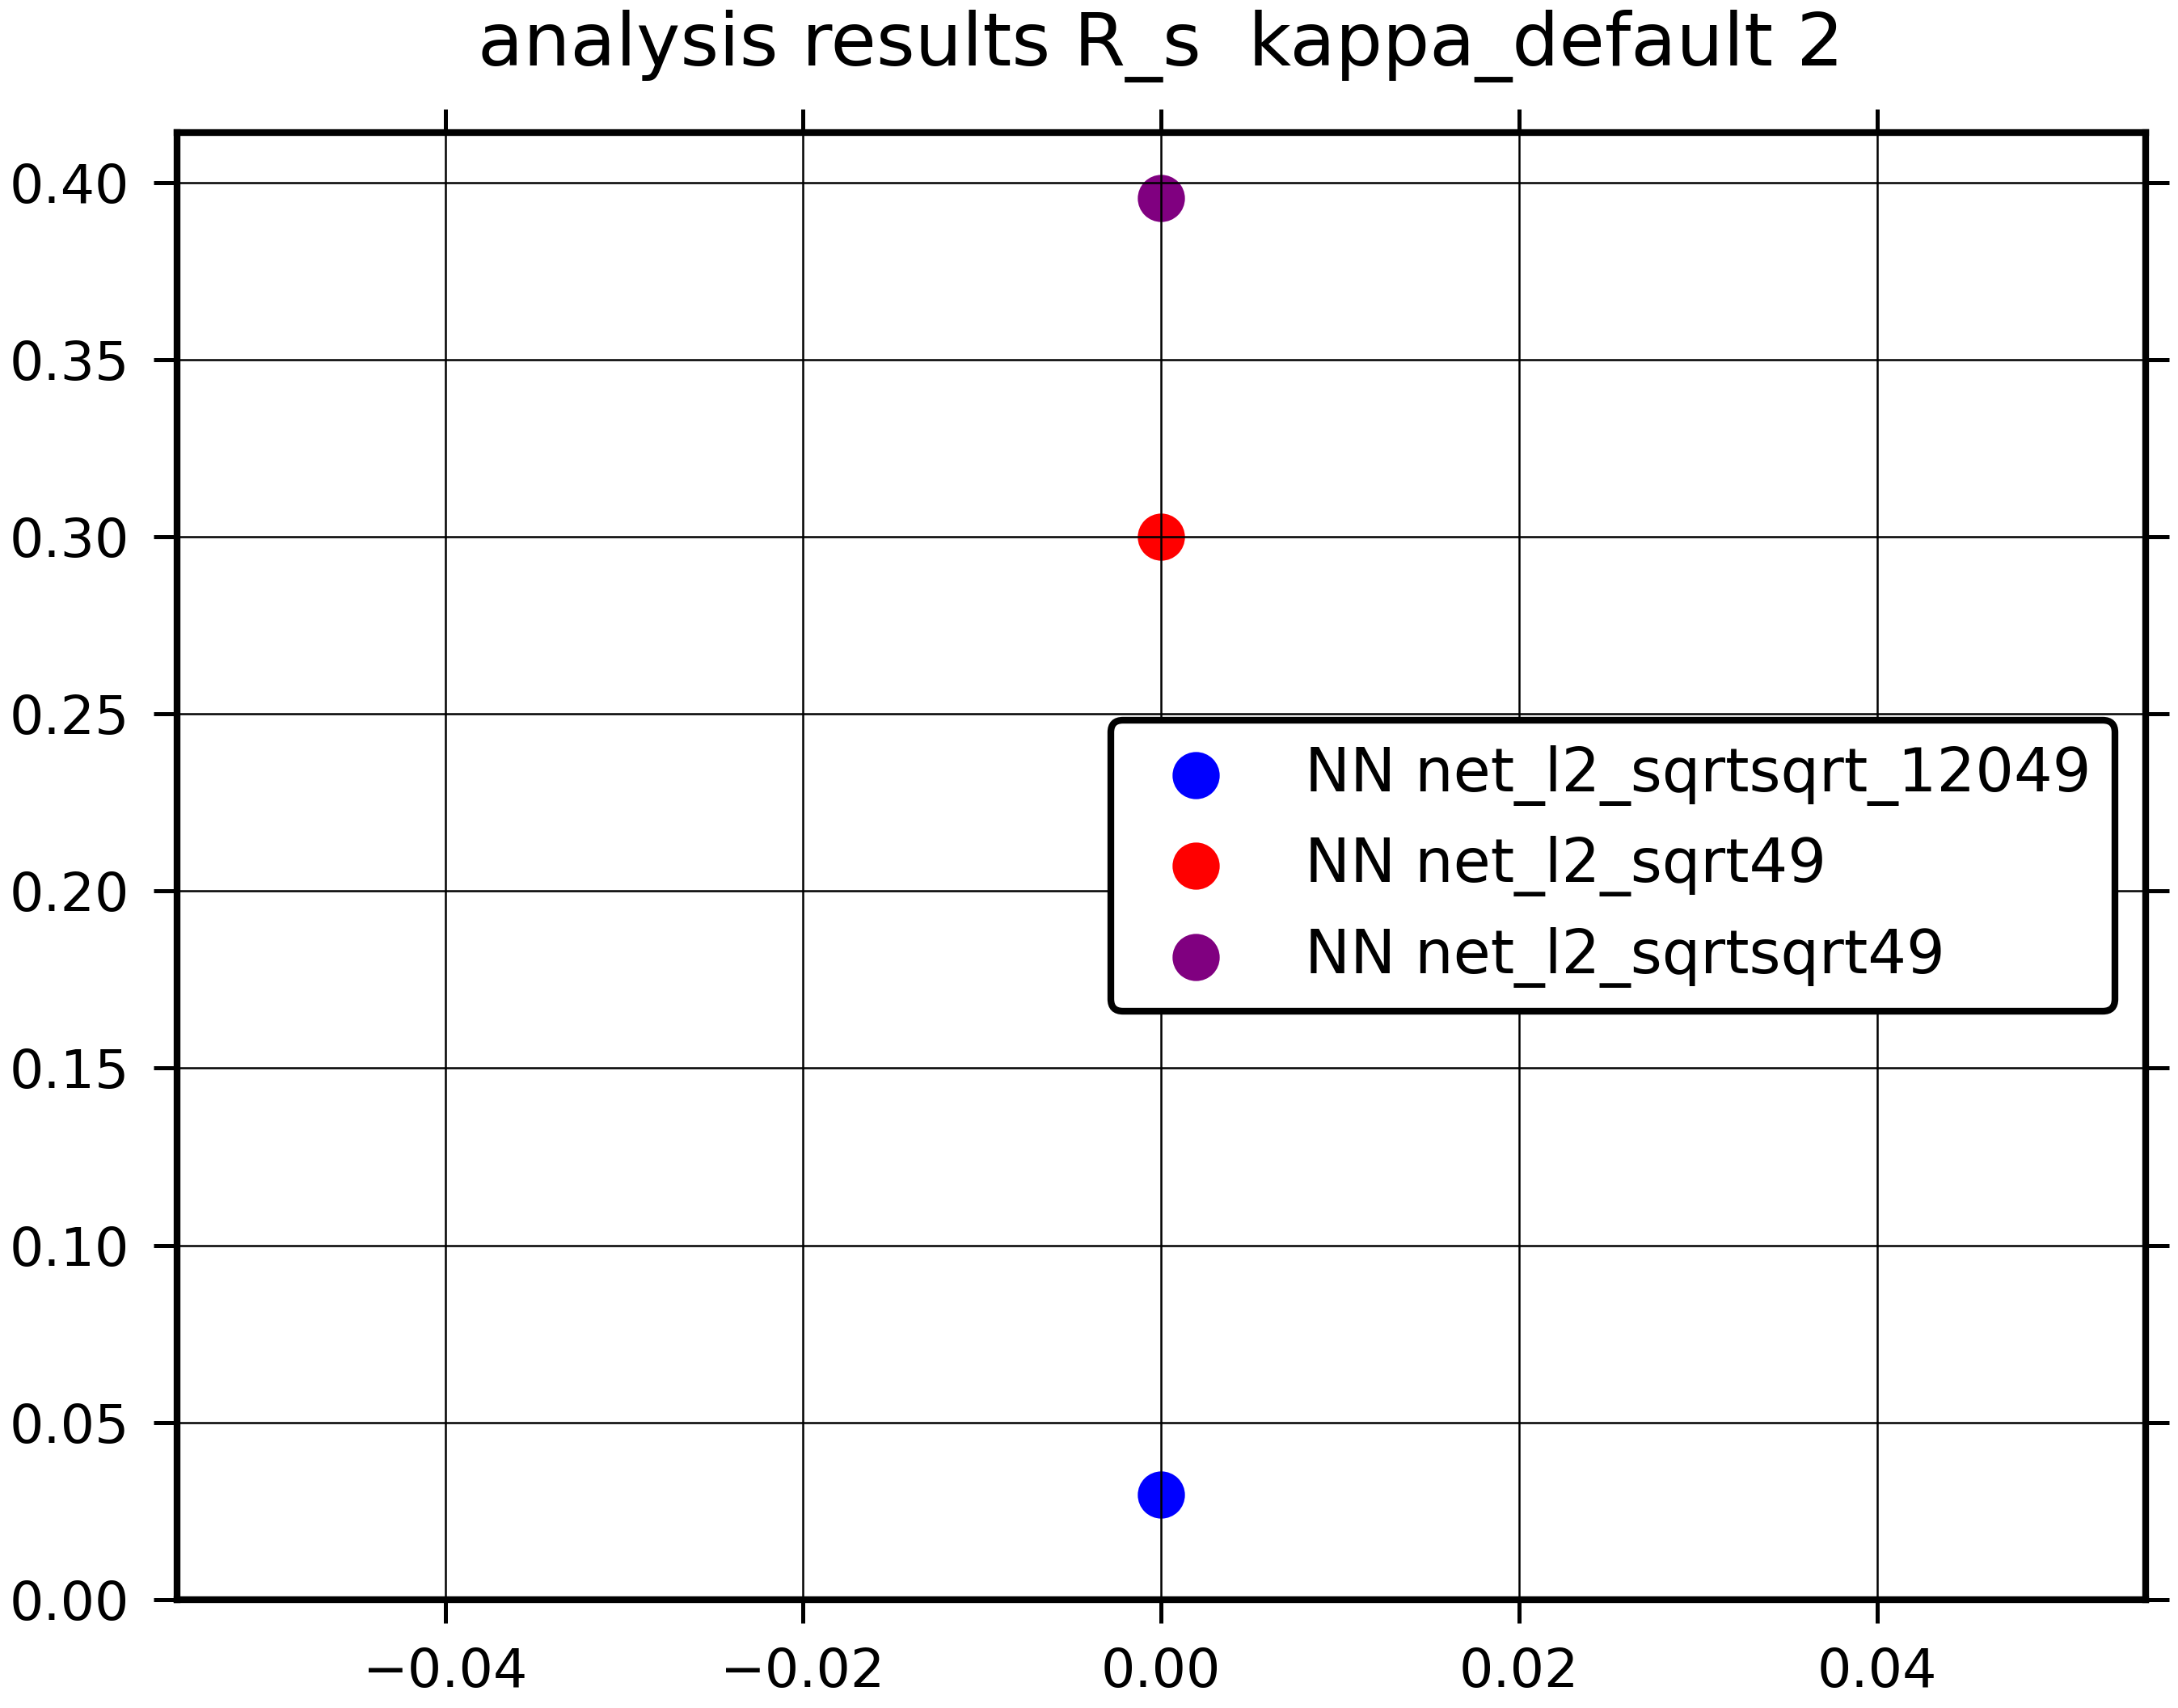 analysis results R_s  kappa_default 2
0.40
0.35
0.30
0.25
0.20
0.15
0.10
0.05
0.00
NN net_l2_sqrtsqrt_12049
NN net_l2_sqrt49
NN net_l2_sqrtsqrt49
−0.04 −0.02 0.00 0.02 0.04